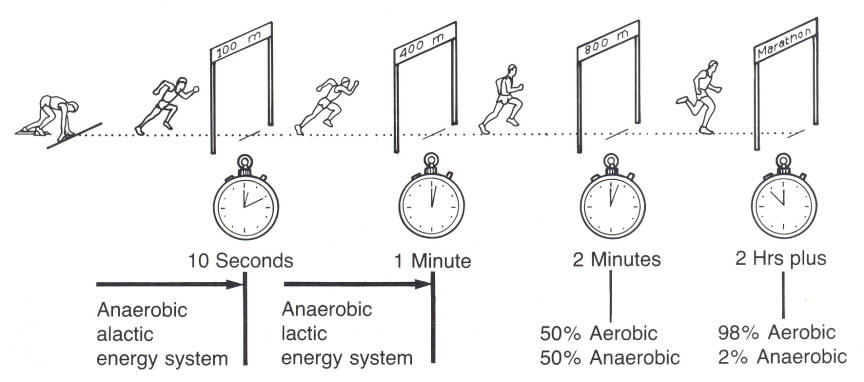 100 m
400 m
800 m
Marathon
10 Seconds
1 Minute
2 Minutes
2 Hrs plus
Anaerobic
alactic
energy system
Anaerobic
lactic
energy system
50% Aerobic
50% Anaerobic
98% Aerobic
2% Anaerobic